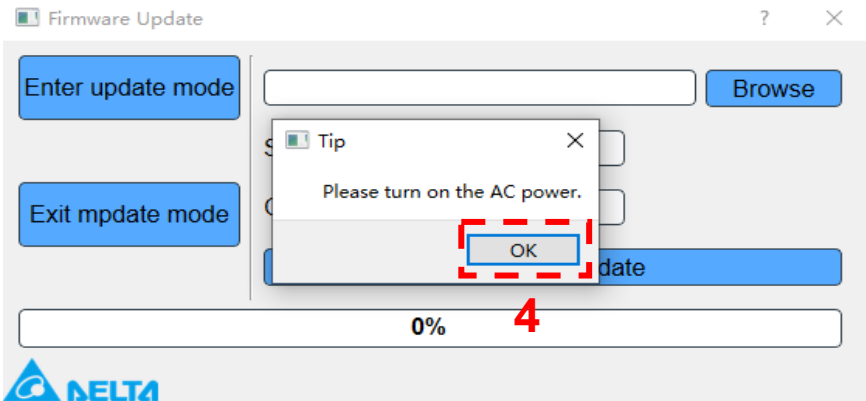 Firmware Update
?
Enter update mode
Browse
S
Tip
Please turn on the AC power.
Exit mpdate mode
OK
date
4
0%
DELTA